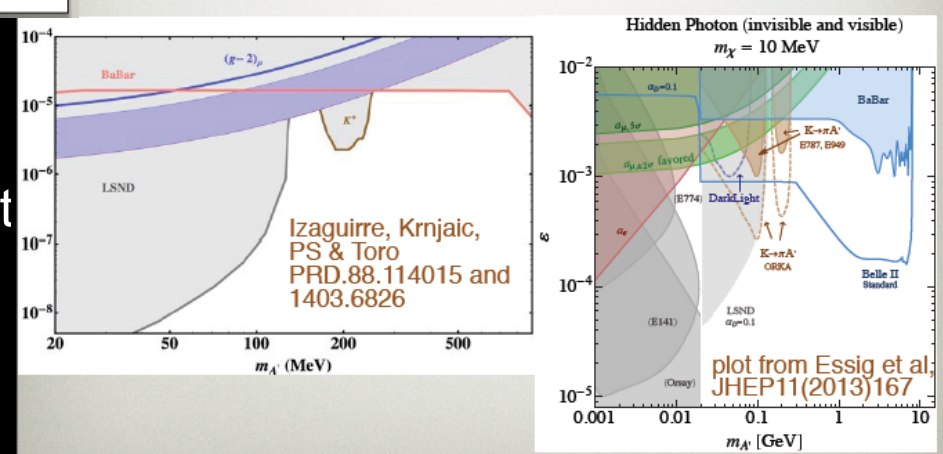 10⁻⁴
10⁻⁵
10⁻⁶
10⁻⁷
10⁻⁸
BaBar
(g−2)μ
K⁺
LSND
Izaguirre, Krnjaic,
PS & Toro
PRD.88.114015 and
1403.6826
20 50 100 200 500
mA' (MeV)
t
Hidden Photon (invisible and visible)
mχ = 10 MeV
10⁻²
10⁻³
10⁻⁴
10⁻⁵
ε
αD=0.1
BaBar
aμ,5σ
aμ,±2σ favored
K→πA'
E787, E949
(E774)
DarkLight
ae
K→πA'
ORKA
Belle II
Standard
LSND
αD=0.1
(E141)
(Orsay)
plot from Essig et al,
JHEP11(2013)167
0.001 0.01 0.1 1 10
mA' [GeV]